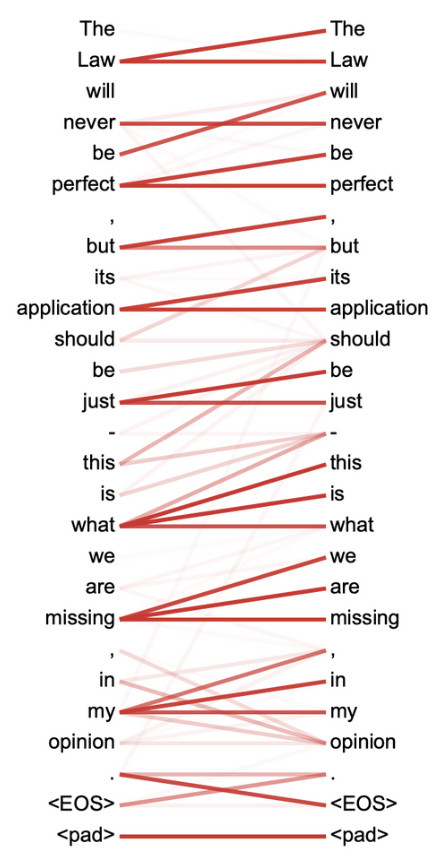 The The
Law Law
will will
never never
be be
perfect perfect
, ,
but but
its its
application application
should should
be be
just just
- -
this this
is is
what what
we we
are are
missing missing
, ,
in in
my my
opinion opinion
. .
<EOS> <EOS>
<pad> <pad>